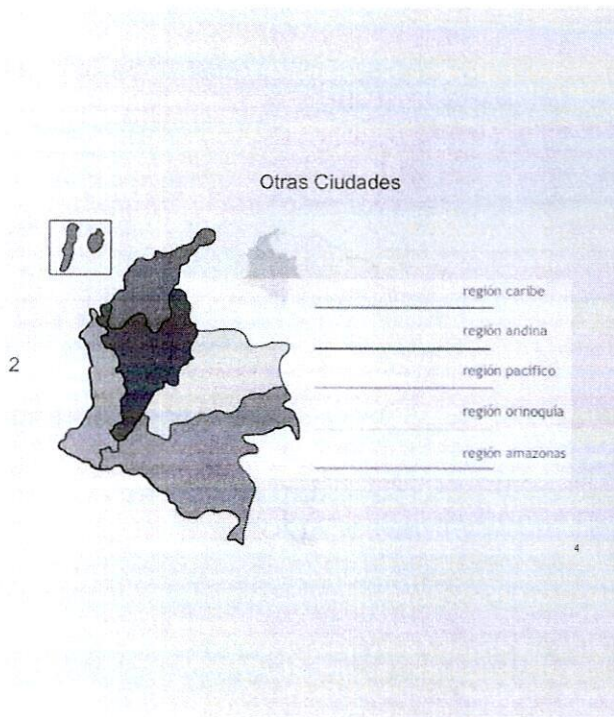 Otras Ciudades
región caribe
región andina
2
región pacífico
región orinoquía
región amazonas
4